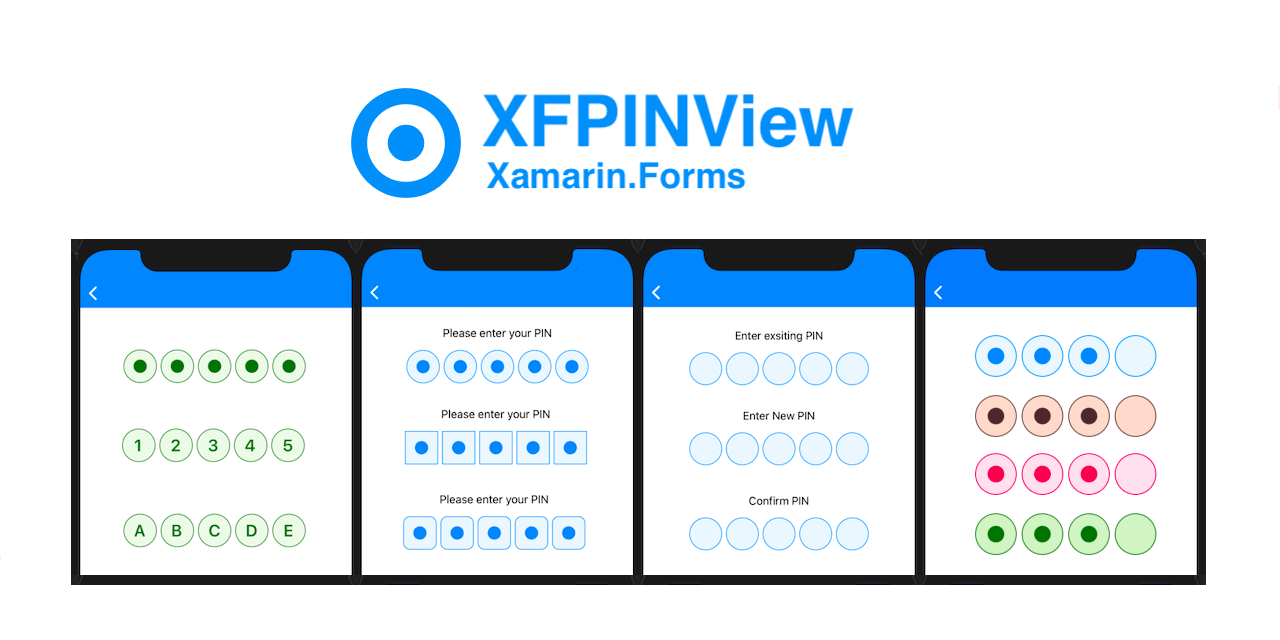 XFPINView
Xamarin.Forms
1 2 3 4 5
A B C D E
Please enter your PIN
Please enter your PIN
Please enter your PIN
Enter exsiting PIN
Enter New PIN
Confirm PIN